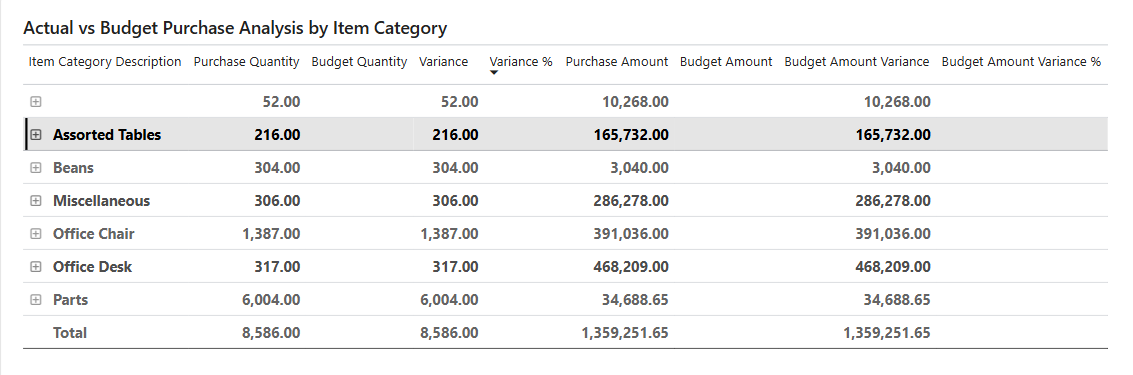 Actual vs Budget Purchase Analysis by Item Category
Item Category Description Purchase Quantity Budget Quantity Variance Variance % Purchase Amount Budget Amount Budget Amount Variance Budget Amount Variance %
52.00 52.00 10,268.00 10,268.00
Assorted Tables 216.00 216.00 165,732.00 165,732.00
Beans 304.00 304.00 3,040.00 3,040.00
Miscellaneous 306.00 306.00 286,278.00 286,278.00
Office Chair 1,387.00 1,387.00 391,036.00 391,036.00
Office Desk 317.00 317.00 468,209.00 468,209.00
Parts 6,004.00 6,004.00 34,688.65 34,688.65
Total 8,586.00 8,586.00 1,359,251.65 1,359,251.65